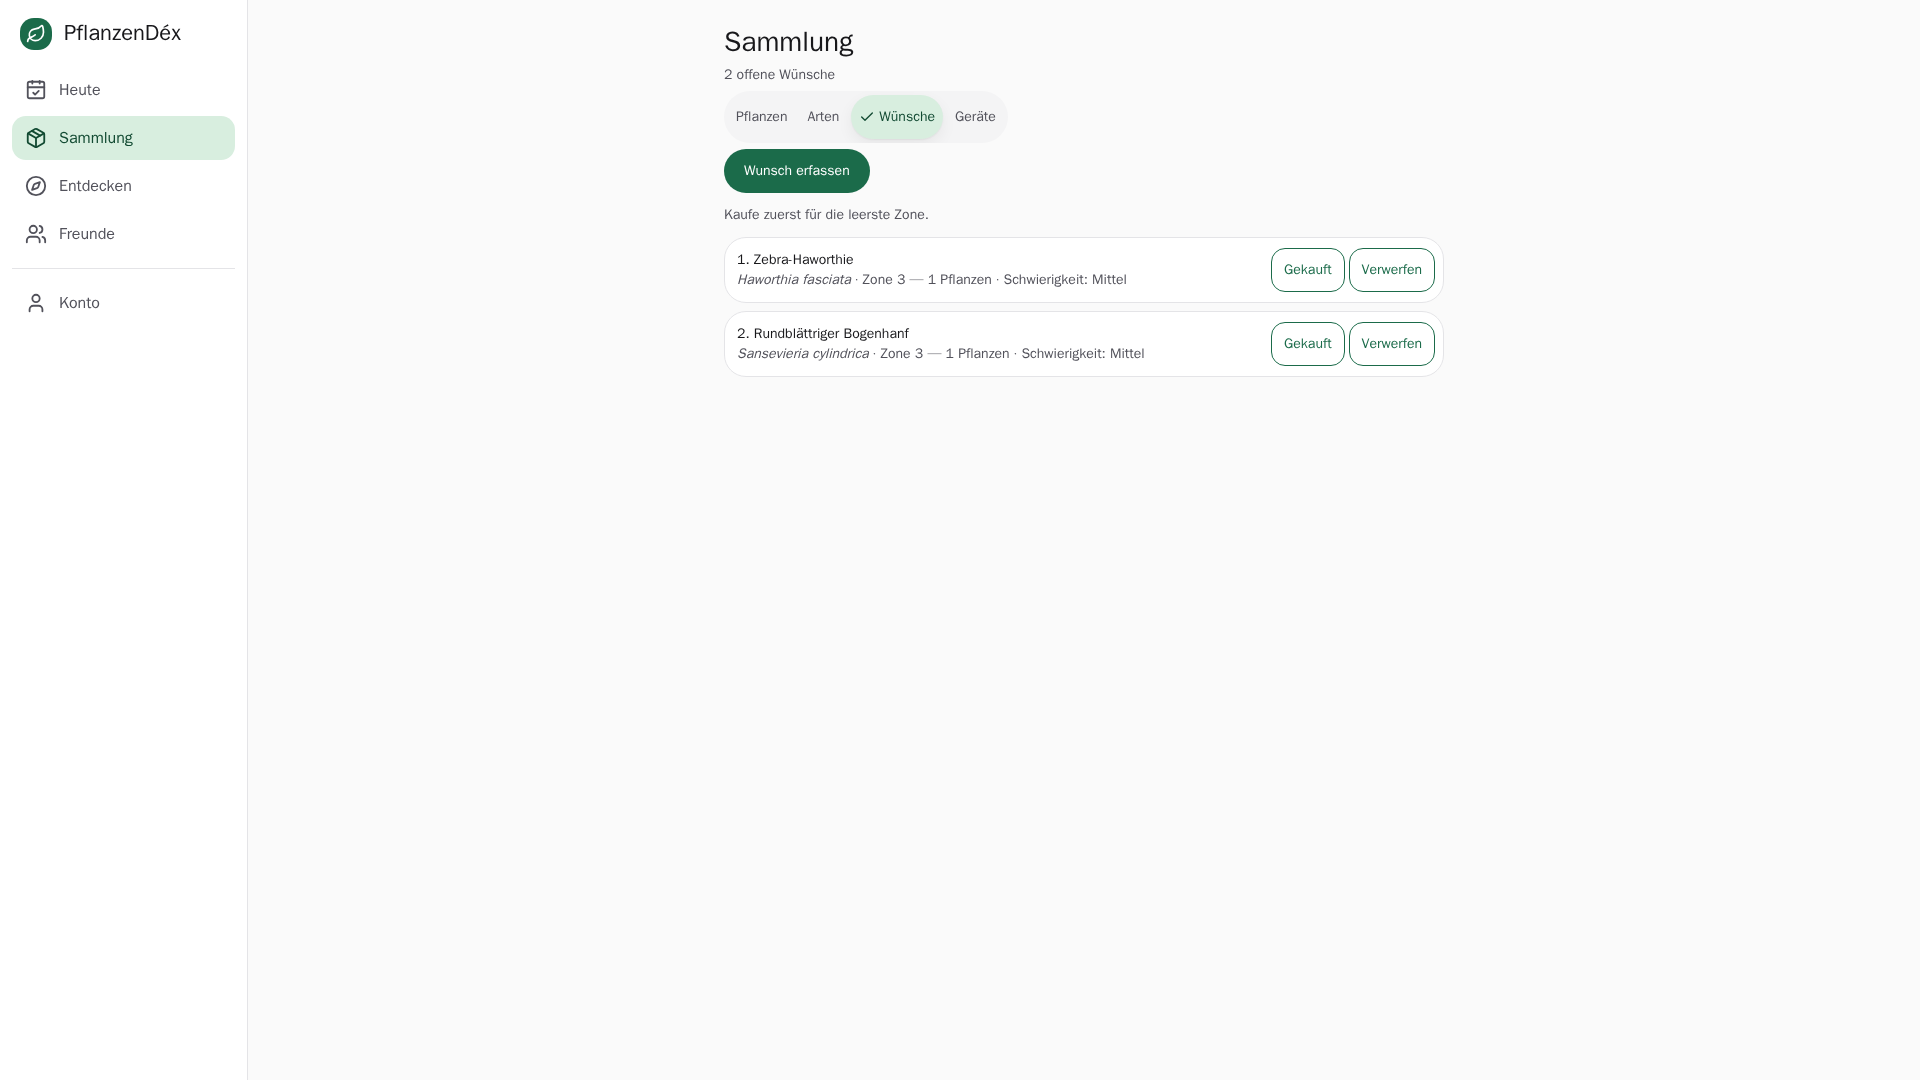 PflanzenDéx
Heute
Sammlung
Entdecken
Freunde
Konto
Sammlung
2 offene Wünsche
Pflanzen
Arten
Wünsche
Geräte
Wunsch erfassen
Kaufe zuerst für die leerste Zone.
1. Zebra-Haworthie
Haworthia fasciata · Zone 3 — 1 Pflanzen · Schwierigkeit: Mittel
Gekauft
Verwerfen
2. Rundblättriger Bogenhanf
Sansevieria cylindrica · Zone 3 — 1 Pflanzen · Schwierigkeit: Mittel
Gekauft
Verwerfen